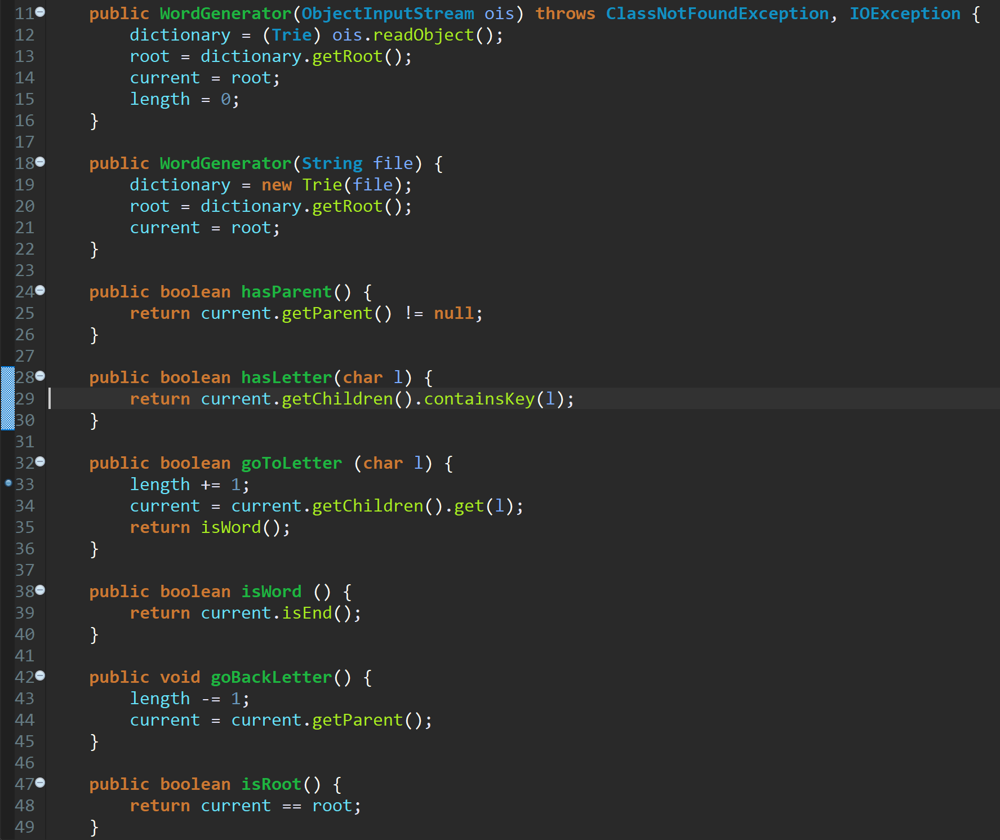 11 public WordGenerator(ObjectInputStream ois) throws ClassNotFoundException, IOException {
12 dictionary = (Trie) ois.readObject();
13 root = dictionary.getRoot();
14 current = root;
15 length = 0;
16 }
17
18 public WordGenerator(String file) {
19 dictionary = new Trie(file);
20 root = dictionary.getRoot();
21 current = root;
22 }
23
24 public boolean hasParent() {
25 return current.getParent() != null;
26 }
27
28 public boolean hasLetter(char l) {
29 return current.getChildren().containsKey(l);
30 }
31
32 public boolean goToLetter (char l) {
33 length += 1;
34 current = current.getChildren().get(l);
35 return isWord();
36 }
37
38 public boolean isWord () {
39 return current.isEnd();
40 }
41
42 public void goBackLetter() {
43 length -= 1;
44 current = current.getParent();
45 }
46
47 public boolean isRoot() {
48 return current == root;
49 }